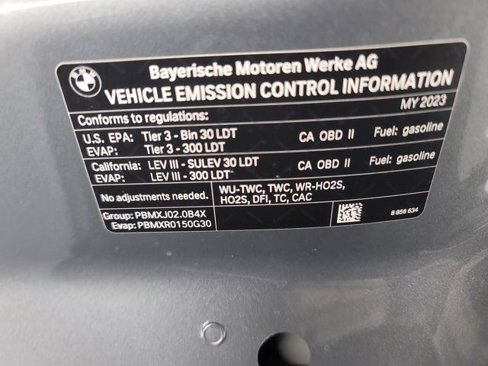 BMW
Bayerische Motoren Werke AG
VEHICLE EMISSION CONTROL INFORMATION
Conforms to regulations: MY 2023
U.S. EPA: Tier 3 - Bin 30 LDT CA OBD II Fuel: gasoline
EVAP: Tier 3 - 300 LDT
California: LEV III - SULEV 30 LDT CA OBD II Fuel: gasoline
EVAP: LEV III - 300 LDT
No adjustments needed. WU-TWC, TWC, WR-HO2S,
HO2S, DFI, TC, CAC
Group: PBMXJ02.0B4X
Evap: PBMXR0150G30 8 856 634